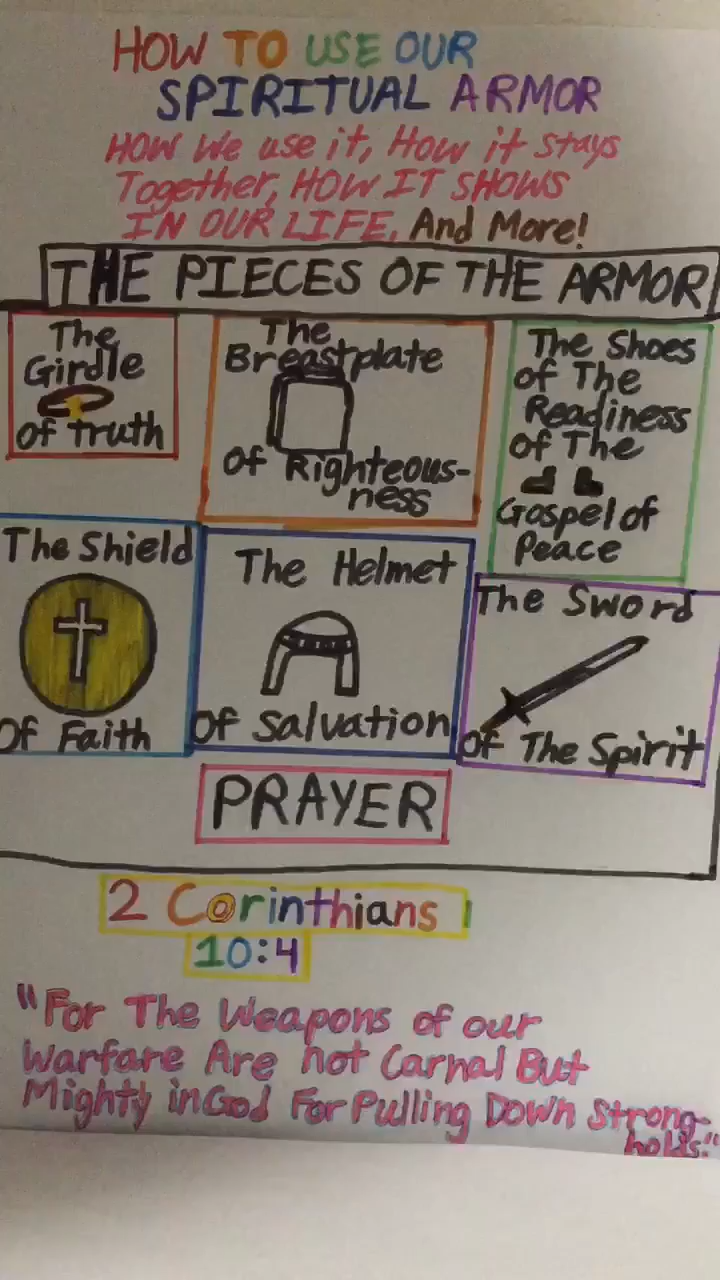 HOW TO USE OUR
SPIRITUAL ARMOR
HOW We use it, How it stays
Together, HOW IT SHOWS
IN OUR LIFE, And More!
THE PIECES OF THE ARMOR
The
Girdle
Of Truth
The
Breastplate
Of Righteous-
ness
The Shoes
of The
Readiness
of The
Gospel of
Peace
The Shield
Of Faith
The Helmet
Of Salvation
The Sword
of The Spirit
PRAYER
2 Corinthians
10:4
"For The Weapons of our
Warfare Are not Carnal But
Mighty in God For Pulling Down Strong-
holds."